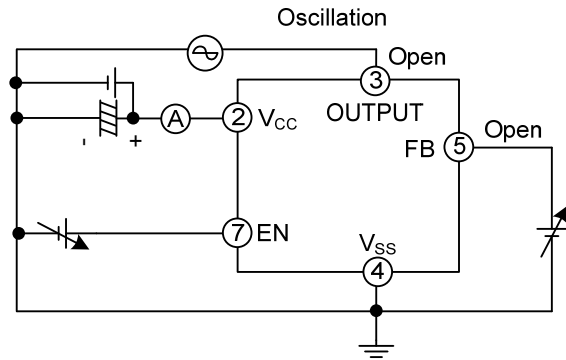 Oscillation
Open
3
OUTPUT
A
2
VCC
Open
5
FB
- +
7
EN
VSS
4